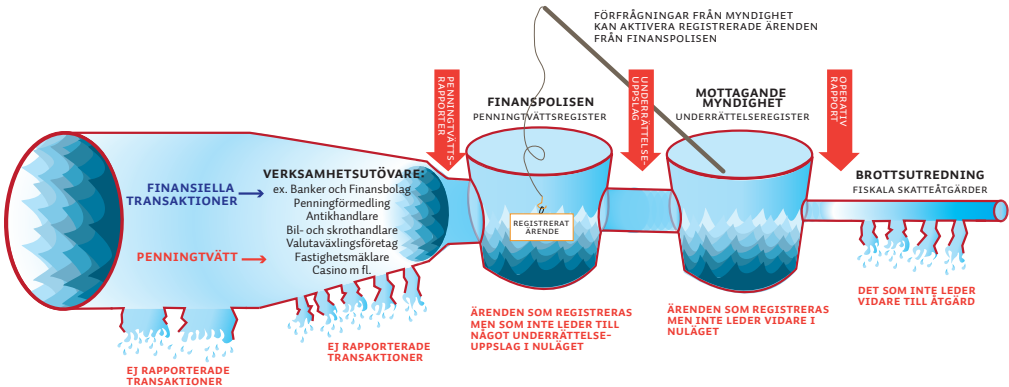 FÖRFRÅGNINGAR FRÅN MYNDIGHET
KAN AKTIVERA REGISTRERADE ÄRENDEN
FRÅN FINANSPOLISEN
PENNINGTVÄTTS-
RAPPORTER
FINANSPOLISEN
PENNINGTVÄTTSREGISTER
UNDERRÄTTELSE-
UPPSLAG
MOTTAGANDE
MYNDIGHET
UNDERRÄTTELSEREGISTER
OPERATIV
RAPPORT
FINANSIELLA
TRANSAKTIONER
PENNINGTVÄTT
VERKSAMHETSUTÖVARE:
ex. Banker och Finansbolag
Penningförmedling
Antikhandlare
Bil- och skrothandlare
Valutaväxlingsföretag
Fastighetsmäklare
Casino m fl.
REGISTRERAT
ÄRENDE
BROTTSUTREDNING
FISKALA SKATTEÅTGÄRDER
EJ RAPPORTERADE
TRANSAKTIONER
EJ RAPPORTERADE
TRANSAKTIONER
ÄRENDEN SOM REGISTRERAS
MEN SOM INTE LEDER TILL
NÅGOT UNDERRÄTTELSE-
UPPSLAG I NULÄGET
ÄRENDEN SOM REGISTRERAS
MEN INTE LEDER VIDARE I
NULÄGET
DET SOM INTE LEDER
VIDARE TILL ÅTGÄRD